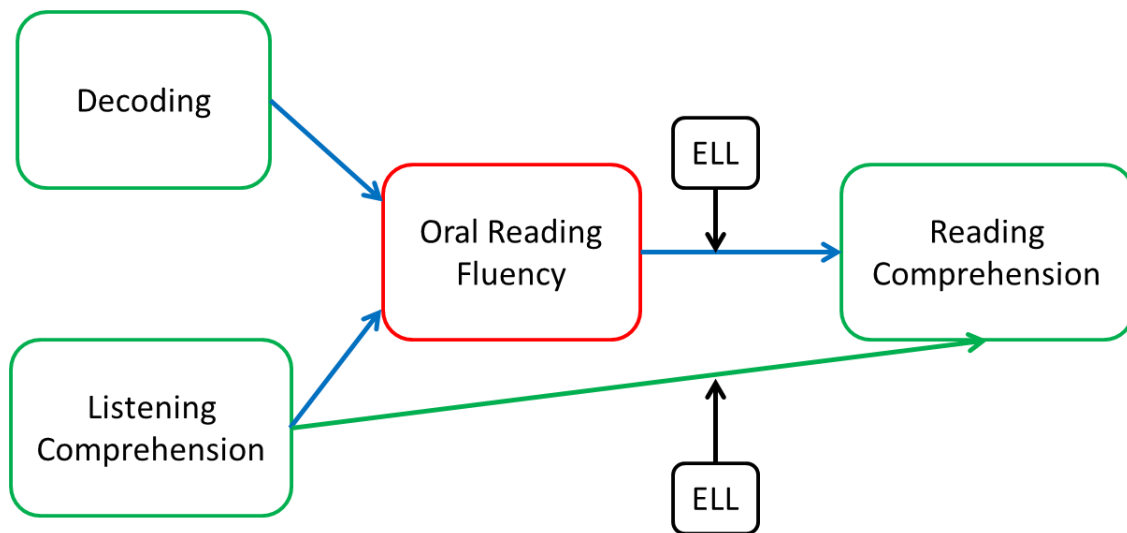 Decoding
ELL
Oral Reading
Fluency
Reading
Comprehension
Listening
Comprehension
ELL